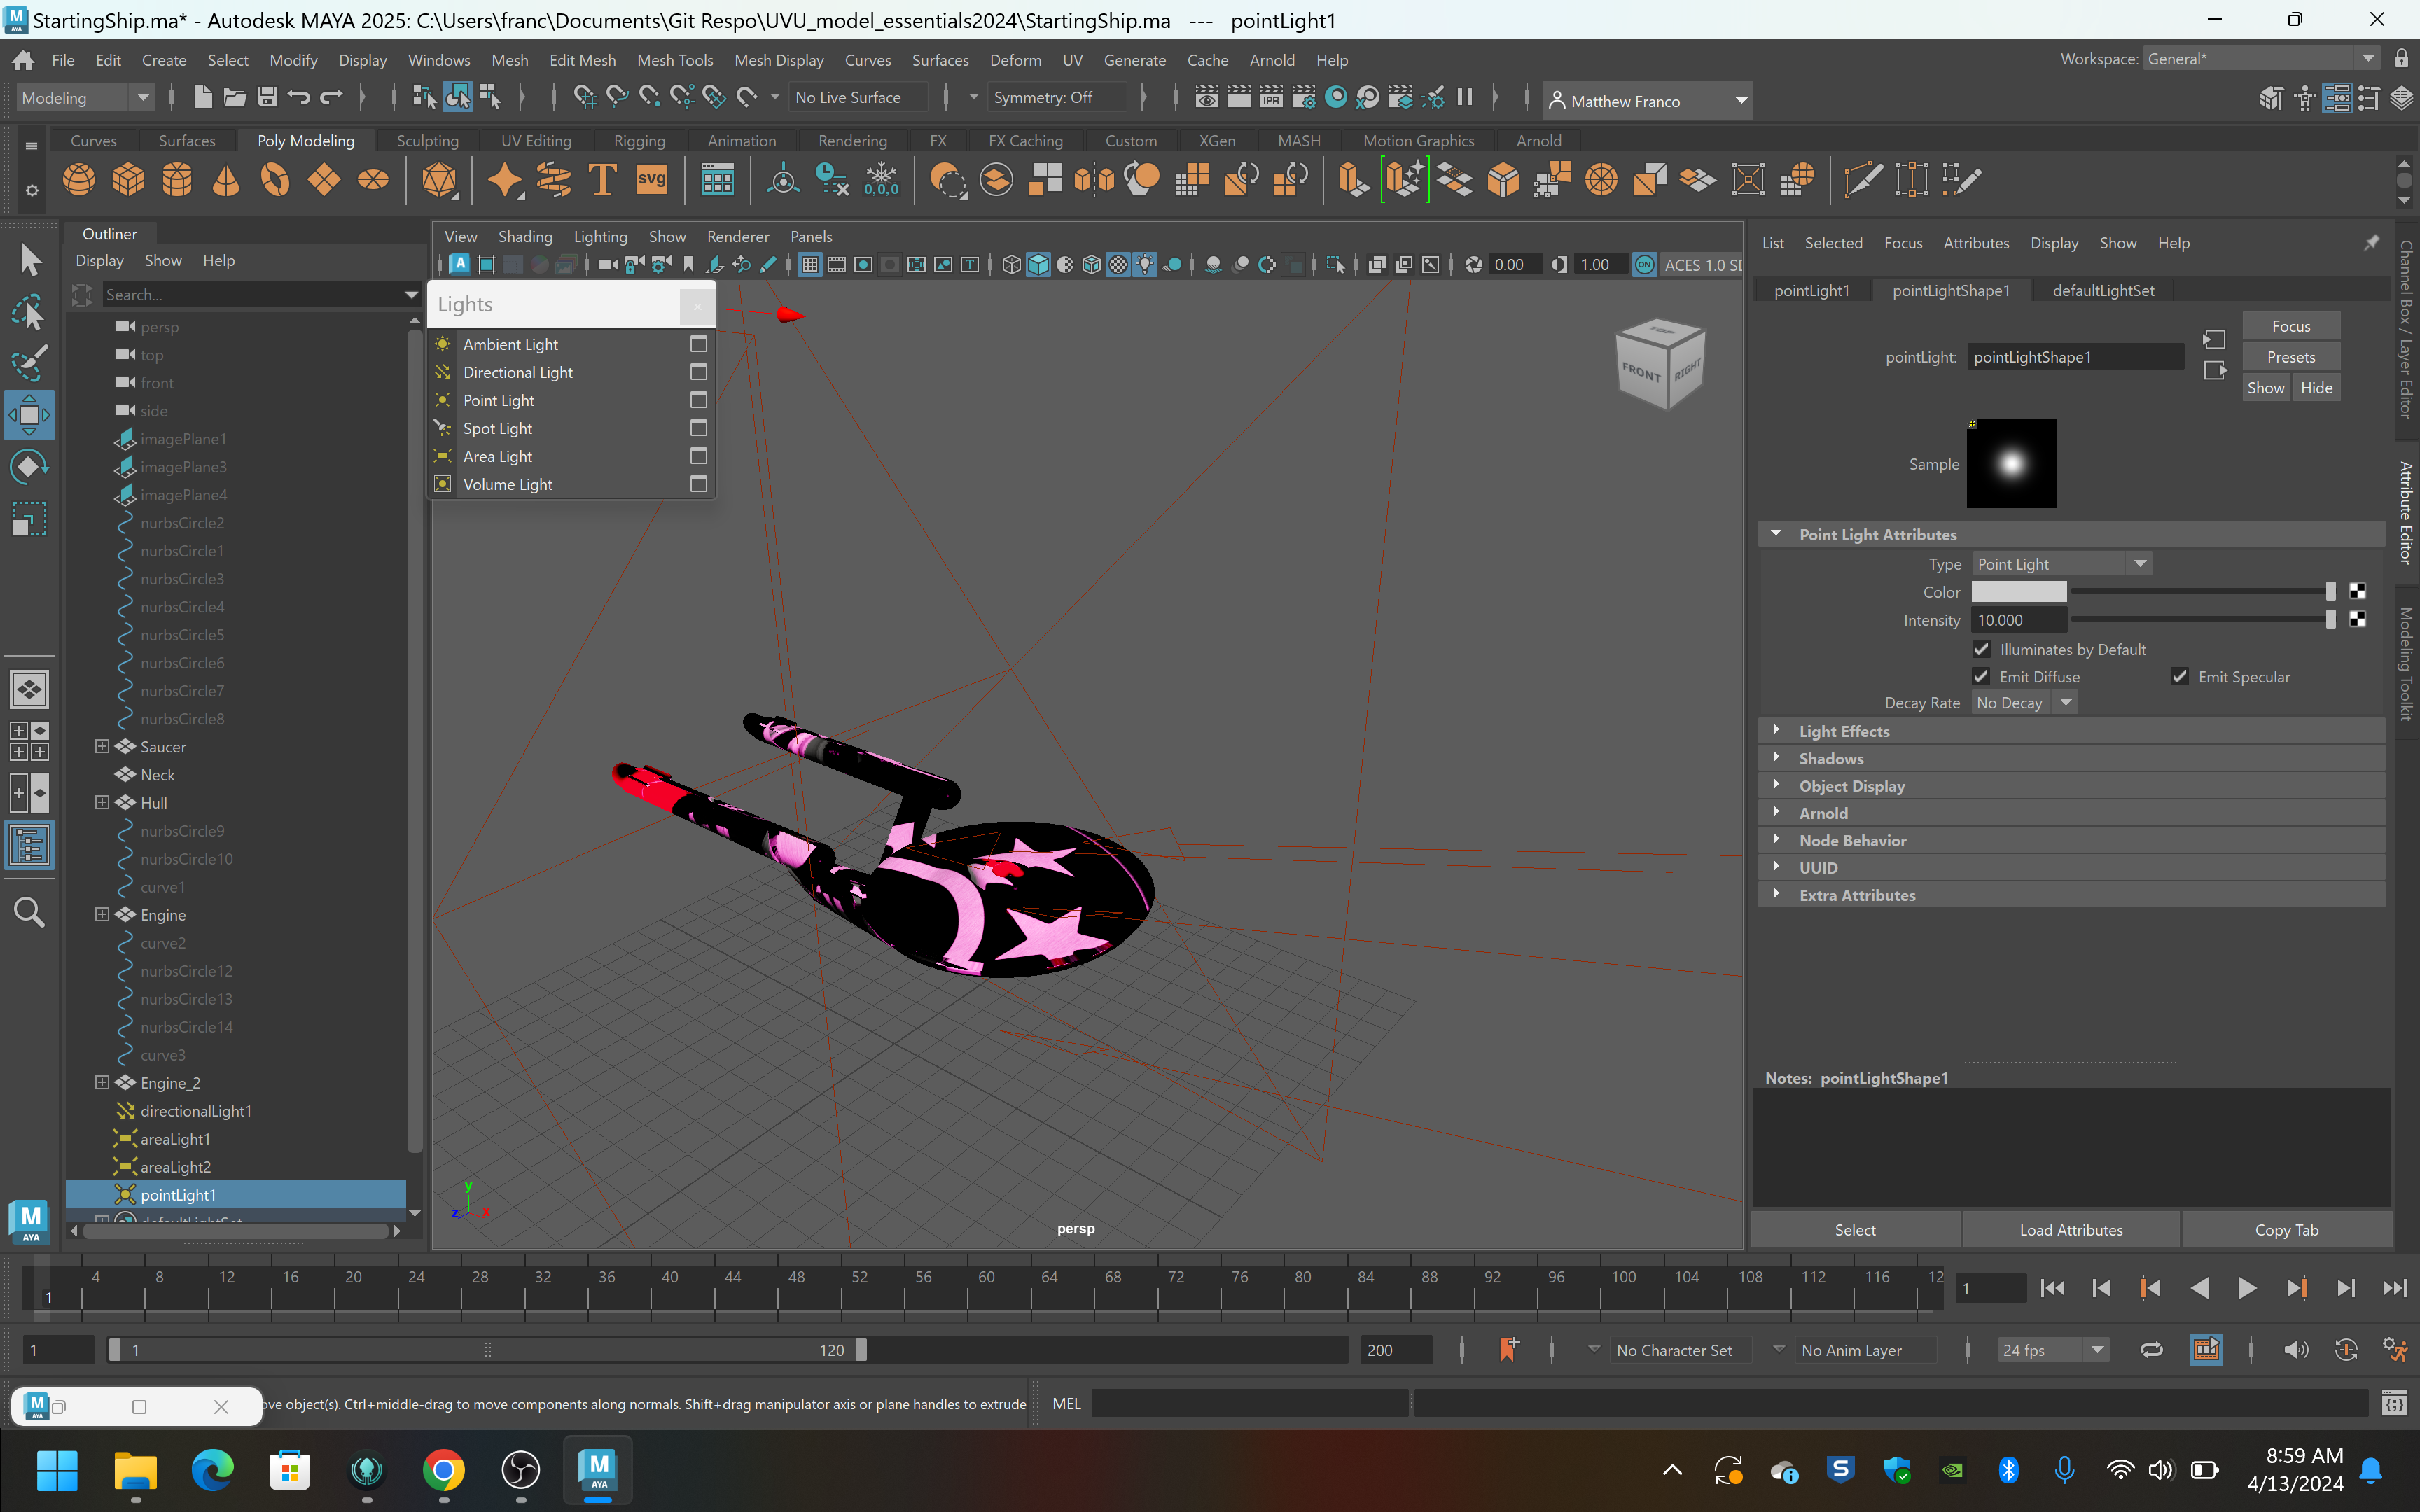 StartingShip.ma* - Autodesk MAYA 2025: C:\Users\franc\Documents\Git Respo\UVU_model_essentials2024\StartingShip.ma --- pointLight1
File Edit Create Select Modify Display Windows Mesh Edit Mesh Mesh Tools Mesh Display Curves Surfaces Deform UV Generate Cache Arnold Help
Workspace: General*
Modeling
No Live Surface
Symmetry: Off
IPR
Matthew Franco
Curves Surfaces Poly Modeling Sculpting UV Editing Rigging Animation Rendering FX FX Caching Custom XGen MASH Motion Graphics Arnold
T
svg
0,0,0
Outliner
Display Show Help
Search...
persp
top
front
side
imagePlane1
imagePlane3
imagePlane4
nurbsCircle2
nurbsCircle1
nurbsCircle3
nurbsCircle4
nurbsCircle5
nurbsCircle6
nurbsCircle7
nurbsCircle8
Saucer
Neck
Hull
nurbsCircle9
nurbsCircle10
curve1
Engine
curve2
nurbsCircle12
nurbsCircle13
nurbsCircle14
curve3
Engine_2
directionalLight1
areaLight1
areaLight2
pointLight1
defaultLightSet
View Shading Lighting Show Renderer Panels
0.00
1.00
ON
ACES 1.0 SD
Lights
Ambient Light
Directional Light
Point Light
Spot Light
Area Light
Volume Light
TOP
FRONT
RIGHT
y
z
x
persp
List Selected Focus Attributes Display Show Help
pointLight1 pointLightShape1 defaultLightSet
pointLight: pointLightShape1
Focus
Presets
Show Hide
Sample
Point Light Attributes
Type Point Light
Color
Intensity 10.000
Illuminates by Default
Emit Diffuse Emit Specular
Decay Rate No Decay
Light Effects
Shadows
Object Display
Arnold
Node Behavior
UUID
Extra Attributes
Notes: pointLightShape1
Select Load Attributes Copy Tab
Channel Box / Layer Editor
Attribute Editor
Modeling Toolkit
M
AYA
4 8 12 16 20 24 28 32 36 40 44 48 52 56 60 64 68 72 76 80 84 88 92 96 100 104 108 112 116 12
1
1
1
1
120
200
No Character Set
No Anim Layer
24 fps
M
AYA
ove object(s). Ctrl+middle-drag to move components along normals. Shift+drag manipulator axis or plane handles to extrude
MEL
M
AYA
S
8:59 AM
4/13/2024